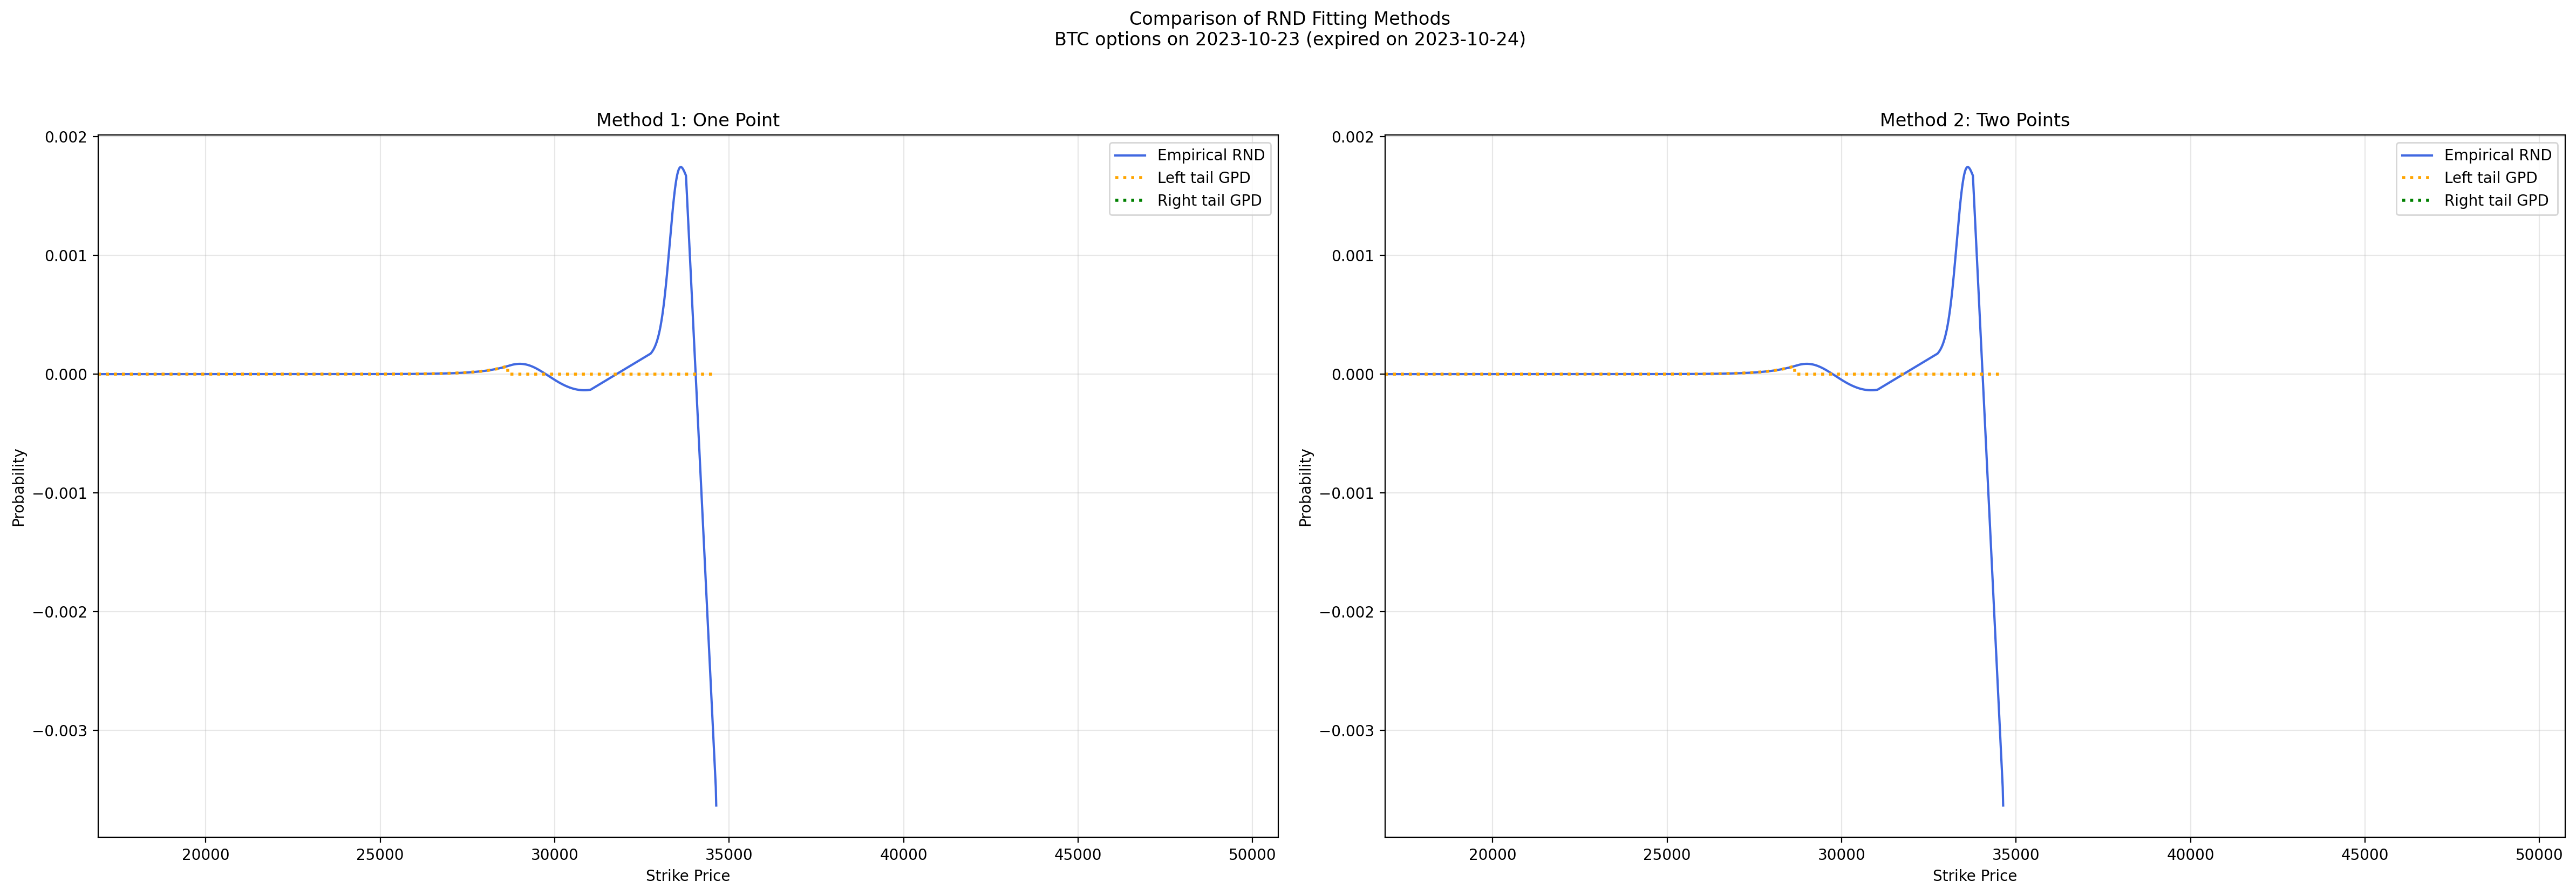 Comparison of RND Fitting Methods
BTC options on 2023-10-23 (expired on 2023-10-24)
Method 1: One Point
0.002
0.001
0.000
−0.001
−0.002
−0.003
Probability
20000
25000
30000
35000
40000
45000
50000
Strike Price
Empirical RND
Left tail GPD
Right tail GPD
Method 2: Two Points
0.002
0.001
0.000
−0.001
−0.002
−0.003
Probability
20000
25000
30000
35000
40000
45000
50000
Strike Price
Empirical RND
Left tail GPD
Right tail GPD